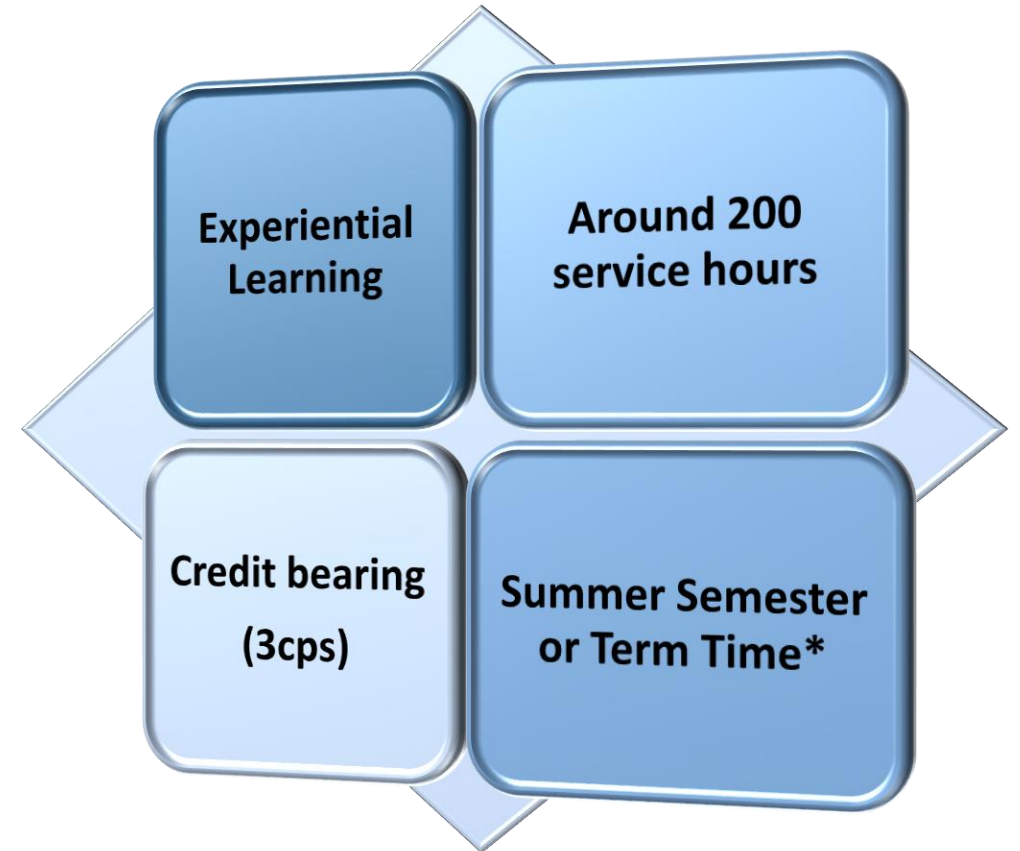 Experiential
Learning
Around 200
service hours
Credit bearing
(3cps)
Summer Semester
or Term Time*